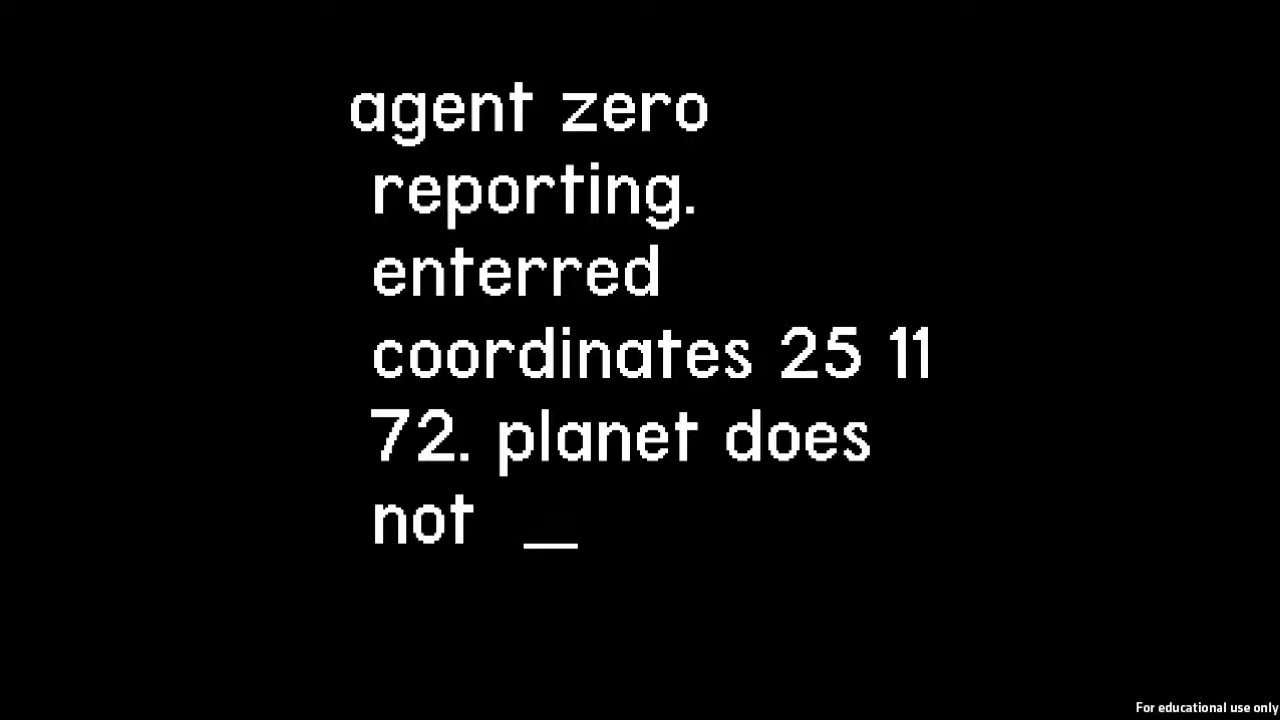 agent zero
reporting.
enterred
coordinates 25 11
72. planet does
not _
For educational use only